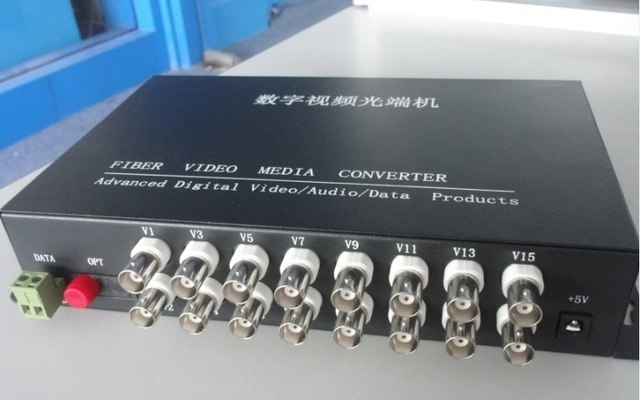 数字视频光端机
FIBER VIDEO MEDIA CONVERTER
Advanced Digital Video/Audio/Data Products
V1 V3 V5 V7 V9 V11 V13 V15
DATA OPT
+5V